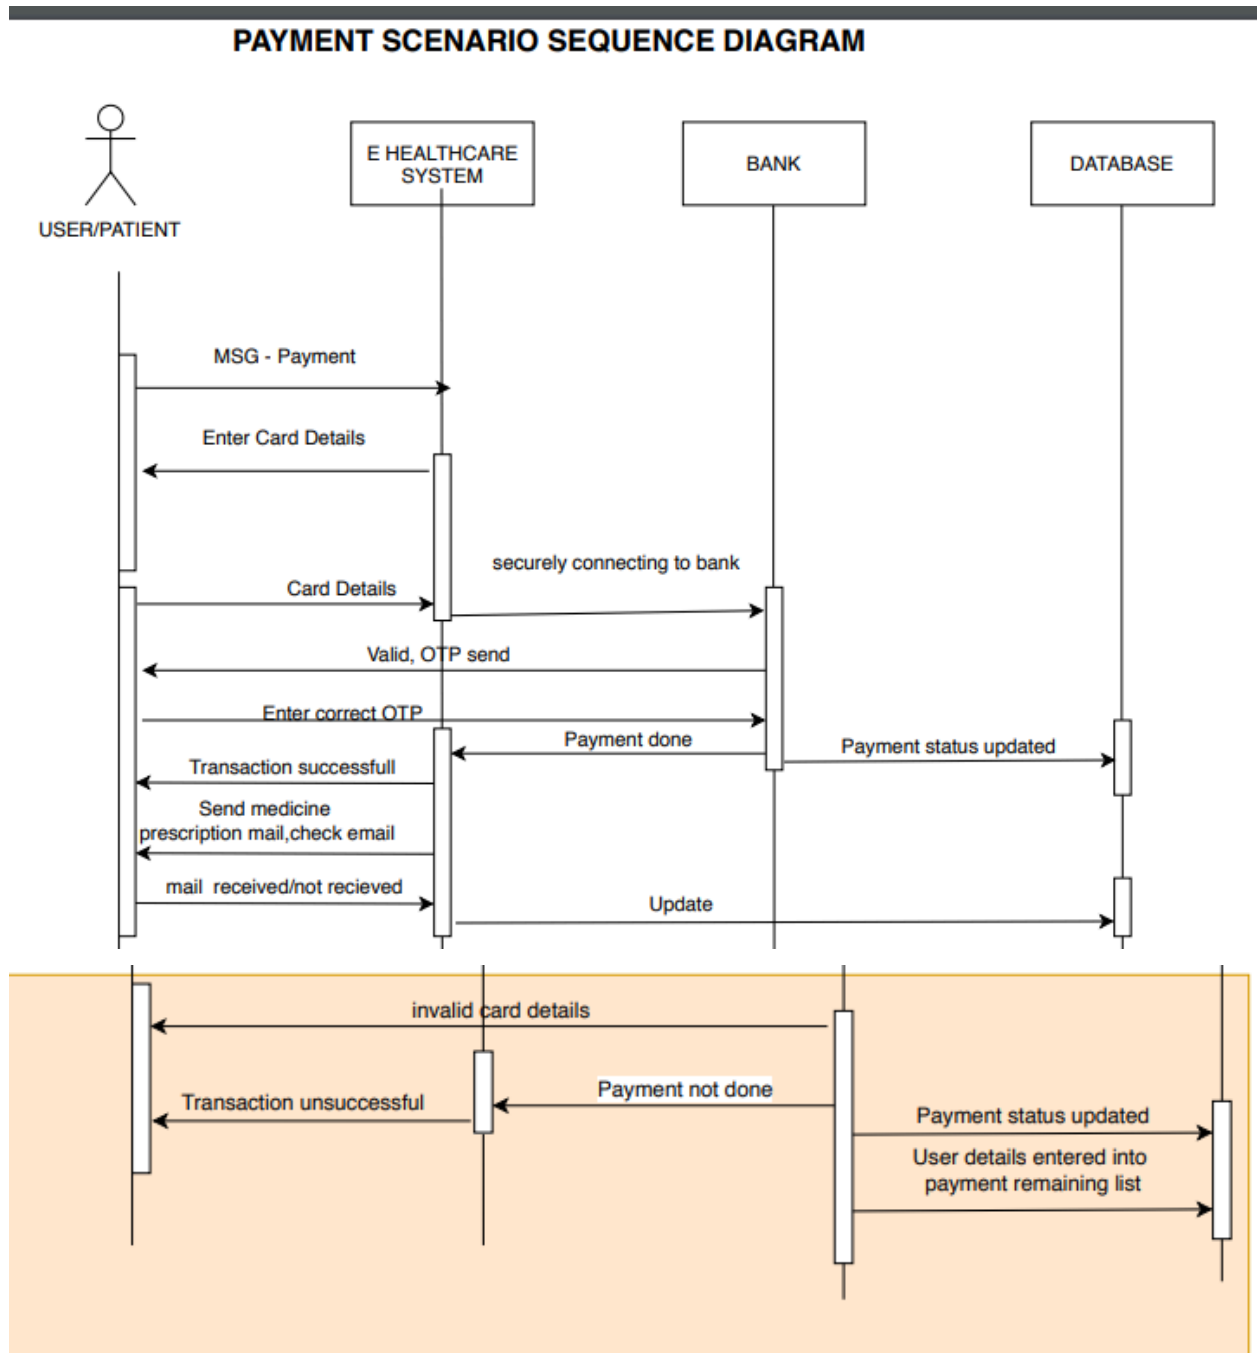 PAYMENT SCENARIO SEQUENCE DIAGRAM
E HEALTHCARE
SYSTEM
BANK
DATABASE
USER/PATIENT
MSG - Payment
Enter Card Details
securely connecting to bank
Card Details
Valid, OTP send
Enter correct OTP
Payment done
Payment status updated
Transaction successfull
Send medicine
prescription mail,check email
mail received/not recieved
Update
invalid card details
Payment not done
Transaction unsuccessful
Payment status updated
User details entered into
payment remaining list